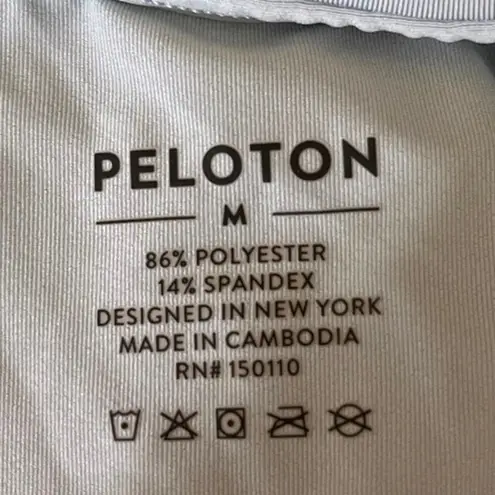 PELOTON
M
86% POLYESTER
14% SPANDEX
DESIGNED IN NEW YORK
MADE IN CAMBODIA
RN# 150110